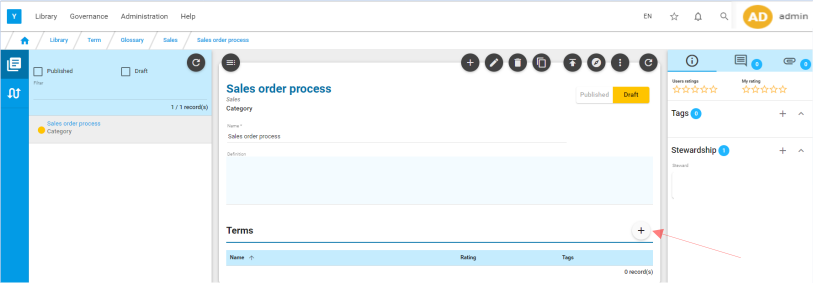 Y Library Governance Administration Help EN AD admin
Library Term Glossary Sales Sales order process
Published Draft
Filter
1 / 1 record(s)
Sales order process
Category
Sales order process
Sales
Category
Published Draft
Name *
Sales order process
Definition
Terms
Name Rating Tags
0 record(s)
0 0
Users ratings My rating
Tags 0
Stewardship 1
Steward